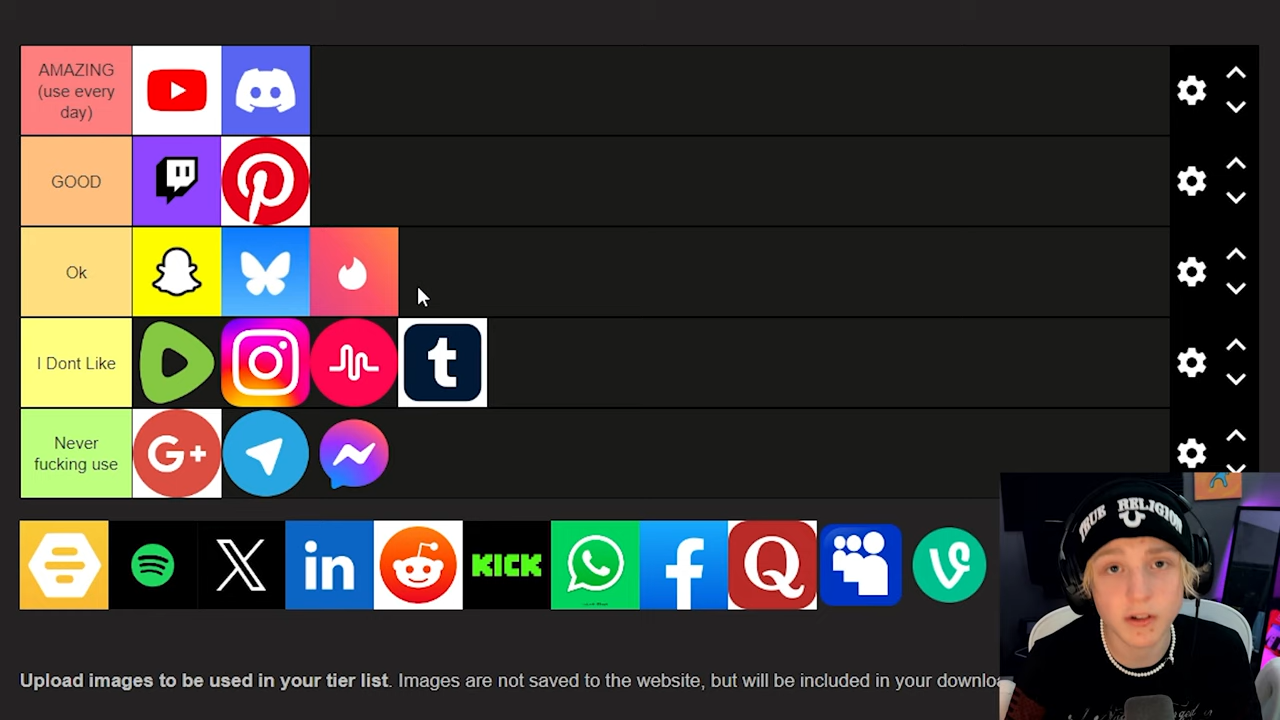 AMAZING
(use every
day)
GOOD
Ok
I Dont Like
t
Never
fucking use
G+
X
in
KICK
f
Q
TRUE RELIGION
Upload images to be used in your tier list. Images are not saved to the website, but will be included in your downlo